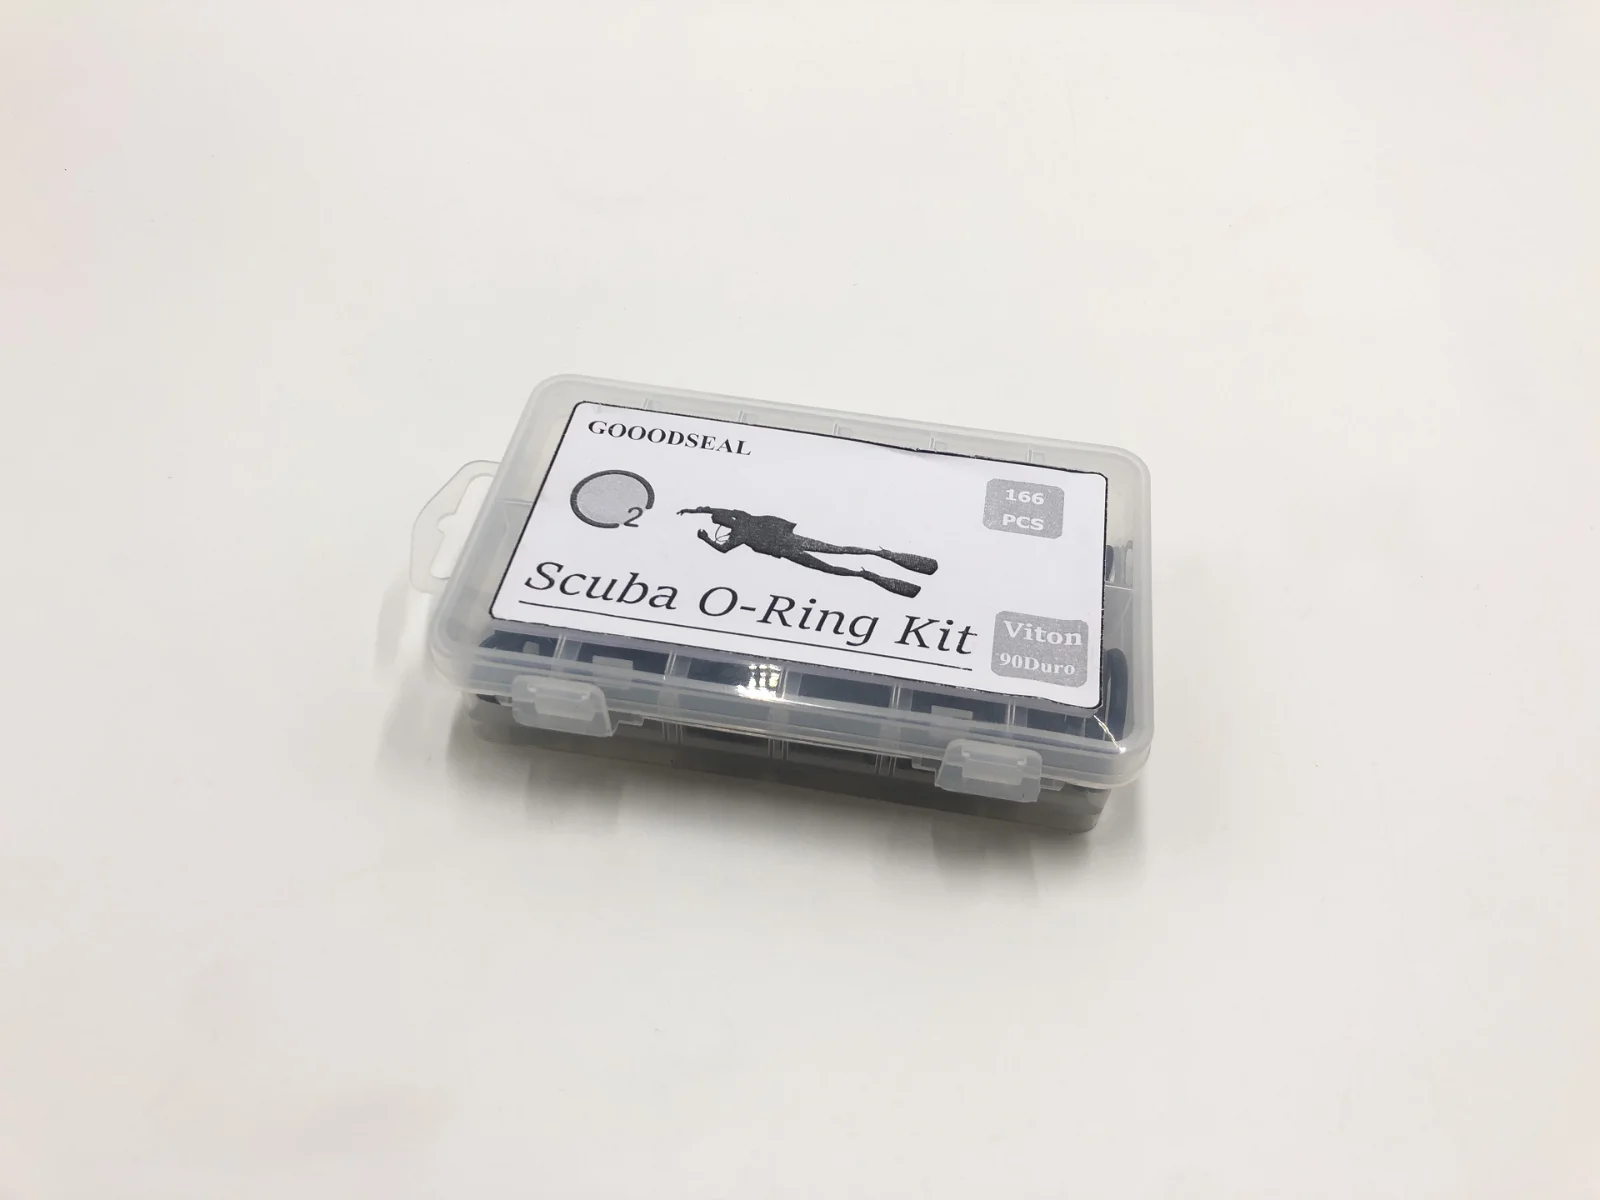 GOOODSEAL
2
166
PCS
Scuba O-Ring Kit
Viton
90Duro